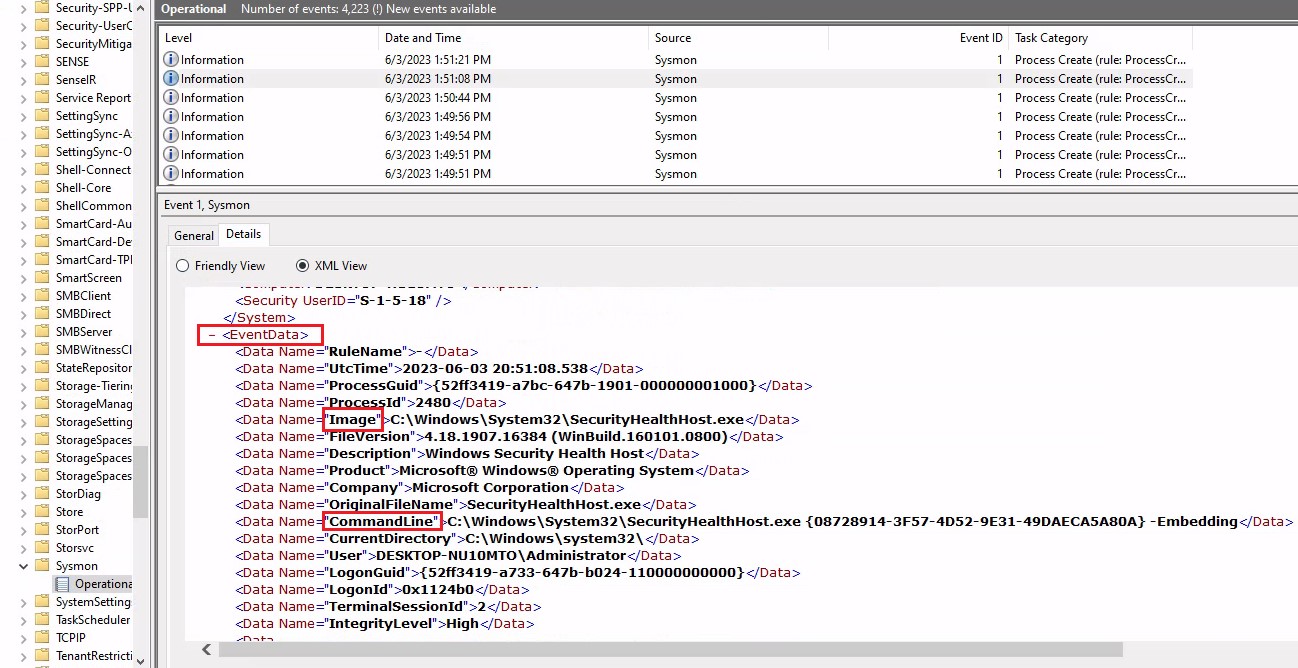 Security-SPP-U
Security-UserC
SecurityMitiga
SENSE
SenseIR
Service Report
SettingSync
SettingSync-A
SettingSync-O
Shell-Connect
Shell-Core
ShellCommon
SmartCard-Au
SmartCard-De
SmartCard-TPI
SmartScreen
SMBClient
SMBDirect
SMBServer
SMBWitnessCl
StateRepositor
Storage-Tiering
StorageManag
StorageSetting
StorageSpaces
StorageSpaces
StorageSpaces
StorDiag
Store
StorPort
Storsvc
Sysmon
Operationa
SystemSettings
TaskScheduler
TCPIP
TenantRestricti
Operational Number of events: 4,223 (!) New events available
Level Date and Time Source Event ID Task Category
Information 6/3/2023 1:51:21 PM Sysmon 1 Process Create (rule: ProcessCr...
Information 6/3/2023 1:51:08 PM Sysmon 1 Process Create (rule: ProcessCr...
Information 6/3/2023 1:50:44 PM Sysmon 1 Process Create (rule: ProcessCr...
Information 6/3/2023 1:49:56 PM Sysmon 1 Process Create (rule: ProcessCr...
Information 6/3/2023 1:49:54 PM Sysmon 1 Process Create (rule: ProcessCr...
Information 6/3/2023 1:49:51 PM Sysmon 1 Process Create (rule: ProcessCr...
Information 6/3/2023 1:49:51 PM Sysmon 1 Process Create (rule: ProcessCr...
Event 1, Sysmon
General Details
Friendly View XML View
<Security UserID="S-1-5-18" />
</System>
- <EventData>
<Data Name="RuleName">-</Data>
<Data Name="UtcTime">2023-06-03 20:51:08.538</Data>
<Data Name="ProcessGuid">{52ff3419-a7bc-647b-1901-000000001000}</Data>
<Data Name="ProcessId">2480</Data>
<Data Name="Image">C:\Windows\System32\SecurityHealthHost.exe</Data>
<Data Name="FileVersion">4.18.1907.16384 (WinBuild.160101.0800)</Data>
<Data Name="Description">Windows Security Health Host</Data>
<Data Name="Product">Microsoft® Windows® Operating System</Data>
<Data Name="Company">Microsoft Corporation</Data>
<Data Name="OriginalFileName">SecurityHealthHost.exe</Data>
<Data Name="CommandLine">C:\Windows\System32\SecurityHealthHost.exe {08728914-3F57-4D52-9E31-49DAECA5A80A} -Embedding</Data>
<Data Name="CurrentDirectory">C:\Windows\system32\</Data>
<Data Name="User">DESKTOP-NU10MTO\Administrator</Data>
<Data Name="LogonGuid">{52ff3419-a733-647b-b024-110000000000}</Data>
<Data Name="LogonId">0x1124b0</Data>
<Data Name="TerminalSessionId">2</Data>
<Data Name="IntegrityLevel">High</Data>
<Data